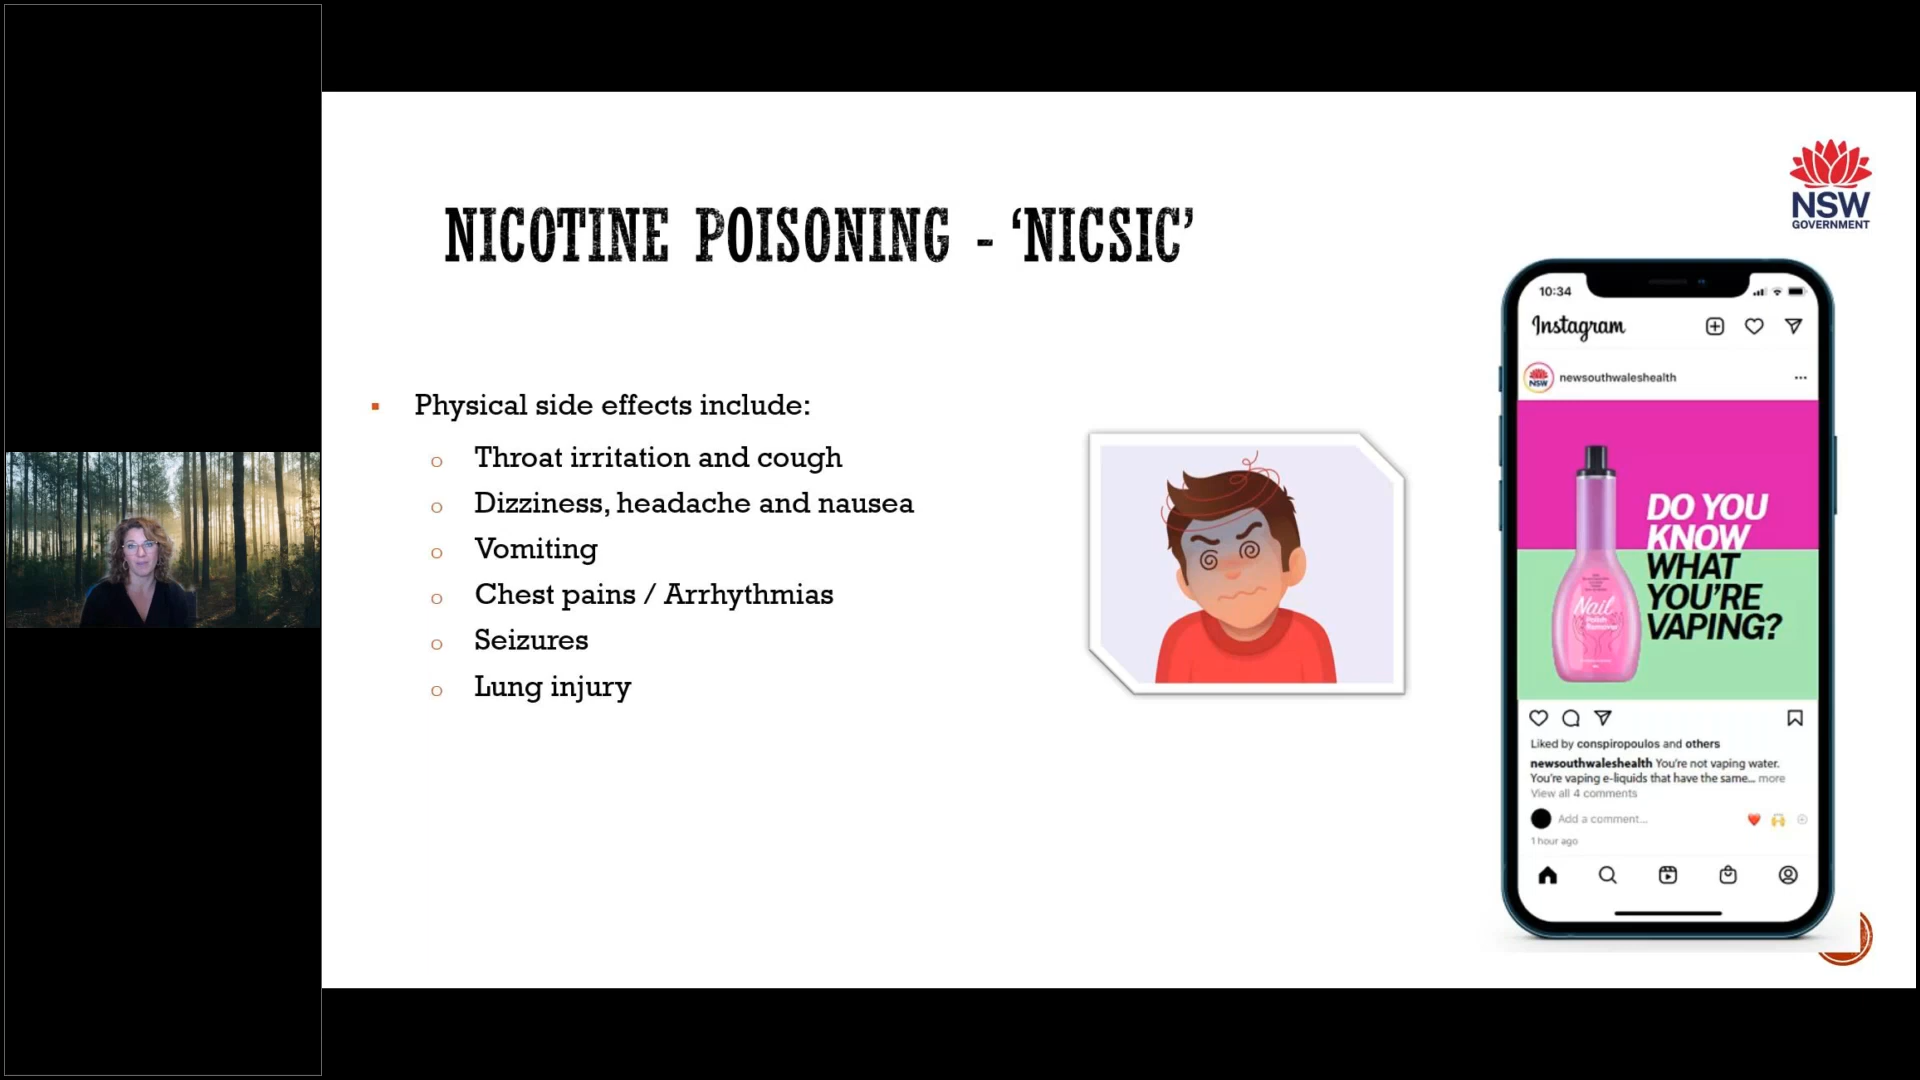 NICOTINE POISONING - ‘NICSIC’
NSW
GOVERNMENT
Physical side effects include:
Throat irritation and cough
Dizziness, headache and nausea
Vomiting
Chest pains / Arrhythmias
Seizures
Lung injury
10:34
Instagram
NSW
newsouthwaleshealth
DO YOU
KNOW
WHAT
YOU'RE
VAPING?
Nail
Polish
Remover
Liked by conspiropoulos and others
newsouthwaleshealth You're not vaping water.
You're vaping e-liquids that have the same... more
View all 4 comments
Add a comment...
1 hour ago